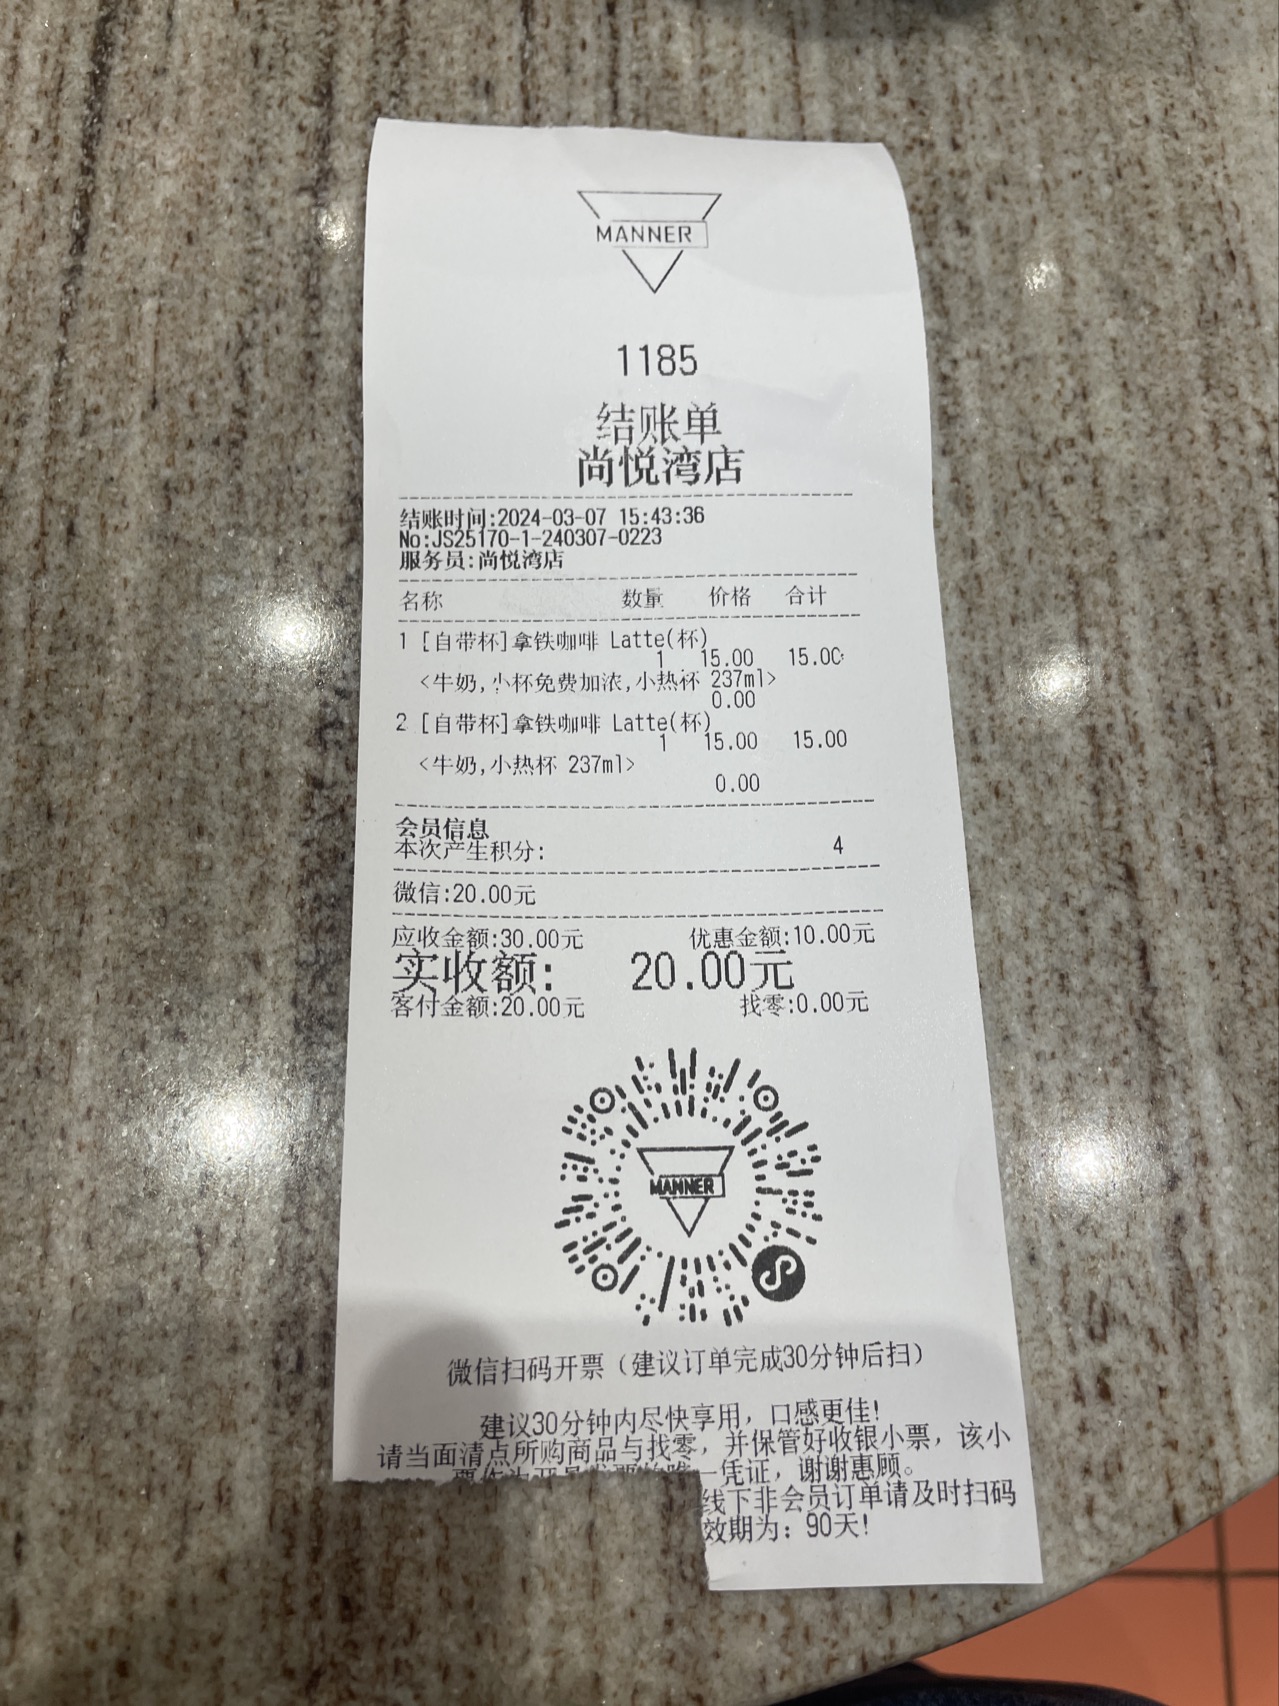 MANNER
1185
结账单
尚悦湾店
结账时间:2024-03-07 15:43:36
No:JS25170-1-240307-0223
服务员:尚悦湾店
名称 数量 价格 合计
1 [自带杯]拿铁咖啡 Latte(杯)
1 15.00 15.00
<牛奶,小杯免费加浓,小热杯 237ml>
0.00
2 [自带杯]拿铁咖啡 Latte(杯)
1 15.00 15.00
<牛奶,小热杯 237ml>
0.00
会员信息
本次产生积分: 4
微信:20.00元
应收金额:30.00元 优惠金额:10.00元
实收额: 20.00元
客付金额:20.00元 找零:0.00元
MANNER
微信扫码开票（建议订单完成30分钟后扫）
建议30分钟内尽快享用，口感更佳!
请当面清点所购商品与找零，并保管好收银小票，该小
一凭证，谢谢惠顾。
线下非会员订单请及时扫码
效期为：90天!